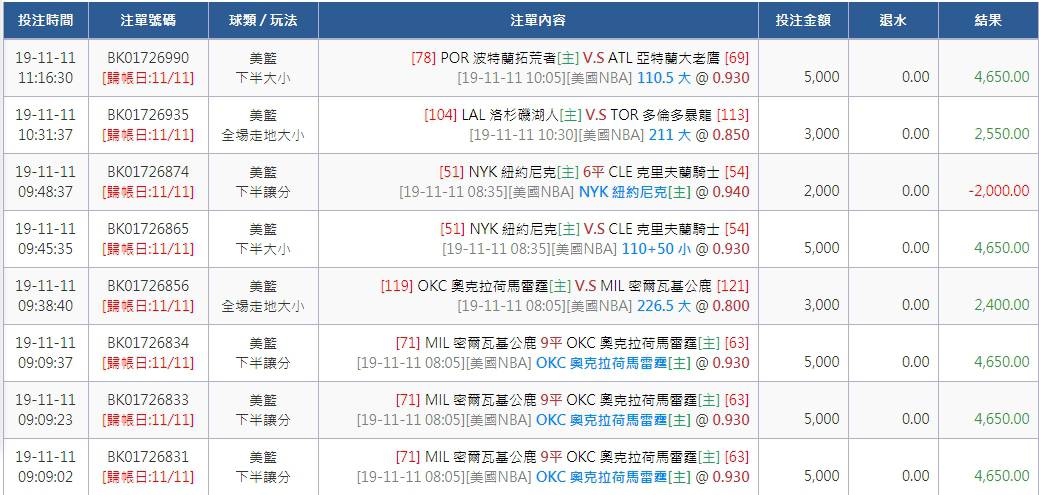 投注時間 注單號碼 球類 / 玩法 注單內容 投注金額 退水 結果
19-11-11 BK01726990 美籃 [78] POR 波特蘭拓荒者[主] V.S ATL 亞特蘭大老鷹 [69]
11:16:30 [歸帳日:11/11] 下半大小 [19-11-11 10:05][美國NBA] 110.5 大 @ 0.930 5,000 0.00 4,650.00
19-11-11 BK01726935 美籃 [104] LAL 洛杉磯湖人[主] V.S TOR 多倫多暴龍 [113]
10:31:37 [歸帳日:11/11] 全場走地大小 [19-11-11 10:30][美國NBA] 211 大 @ 0.850 3,000 0.00 2,550.00
19-11-11 BK01726874 美籃 [51] NYK 紐約尼克[主] 6平 CLE 克里夫蘭騎士 [54]
09:48:37 [歸帳日:11/11] 下半讓分 [19-11-11 08:35][美國NBA] NYK 紐約尼克[主] @ 0.940 2,000 0.00 -2,000.00
19-11-11 BK01726865 美籃 [51] NYK 紐約尼克[主] V.S CLE 克里夫蘭騎士 [54]
09:45:35 [歸帳日:11/11] 下半大小 [19-11-11 08:35][美國NBA] 110+50 小 @ 0.930 5,000 0.00 4,650.00
19-11-11 BK01726856 美籃 [119] OKC 奧克拉荷馬雷霆[主] V.S MIL 密爾瓦基公鹿 [121]
09:38:40 [歸帳日:11/11] 全場走地大小 [19-11-11 08:05][美國NBA] 226.5 大 @ 0.800 3,000 0.00 2,400.00
19-11-11 BK01726834 美籃 [71] MIL 密爾瓦基公鹿 9平 OKC 奧克拉荷馬雷霆[主] [63]
09:09:37 [歸帳日:11/11] 下半讓分 [19-11-11 08:05][美國NBA] OKC 奧克拉荷馬雷霆[主] @ 0.930 5,000 0.00 4,650.00
19-11-11 BK01726833 美籃 [71] MIL 密爾瓦基公鹿 9平 OKC 奧克拉荷馬雷霆[主] [63]
09:09:23 [歸帳日:11/11] 下半讓分 [19-11-11 08:05][美國NBA] OKC 奧克拉荷馬雷霆[主] @ 0.930 5,000 0.00 4,650.00
19-11-11 BK01726831 美籃 [71] MIL 密爾瓦基公鹿 9平 OKC 奧克拉荷馬雷霆[主] [63]
09:09:02 [歸帳日:11/11] 下半讓分 [19-11-11 08:05][美國NBA] OKC 奧克拉荷馬雷霆[主] @ 0.930 5,000 0.00 4,650.00